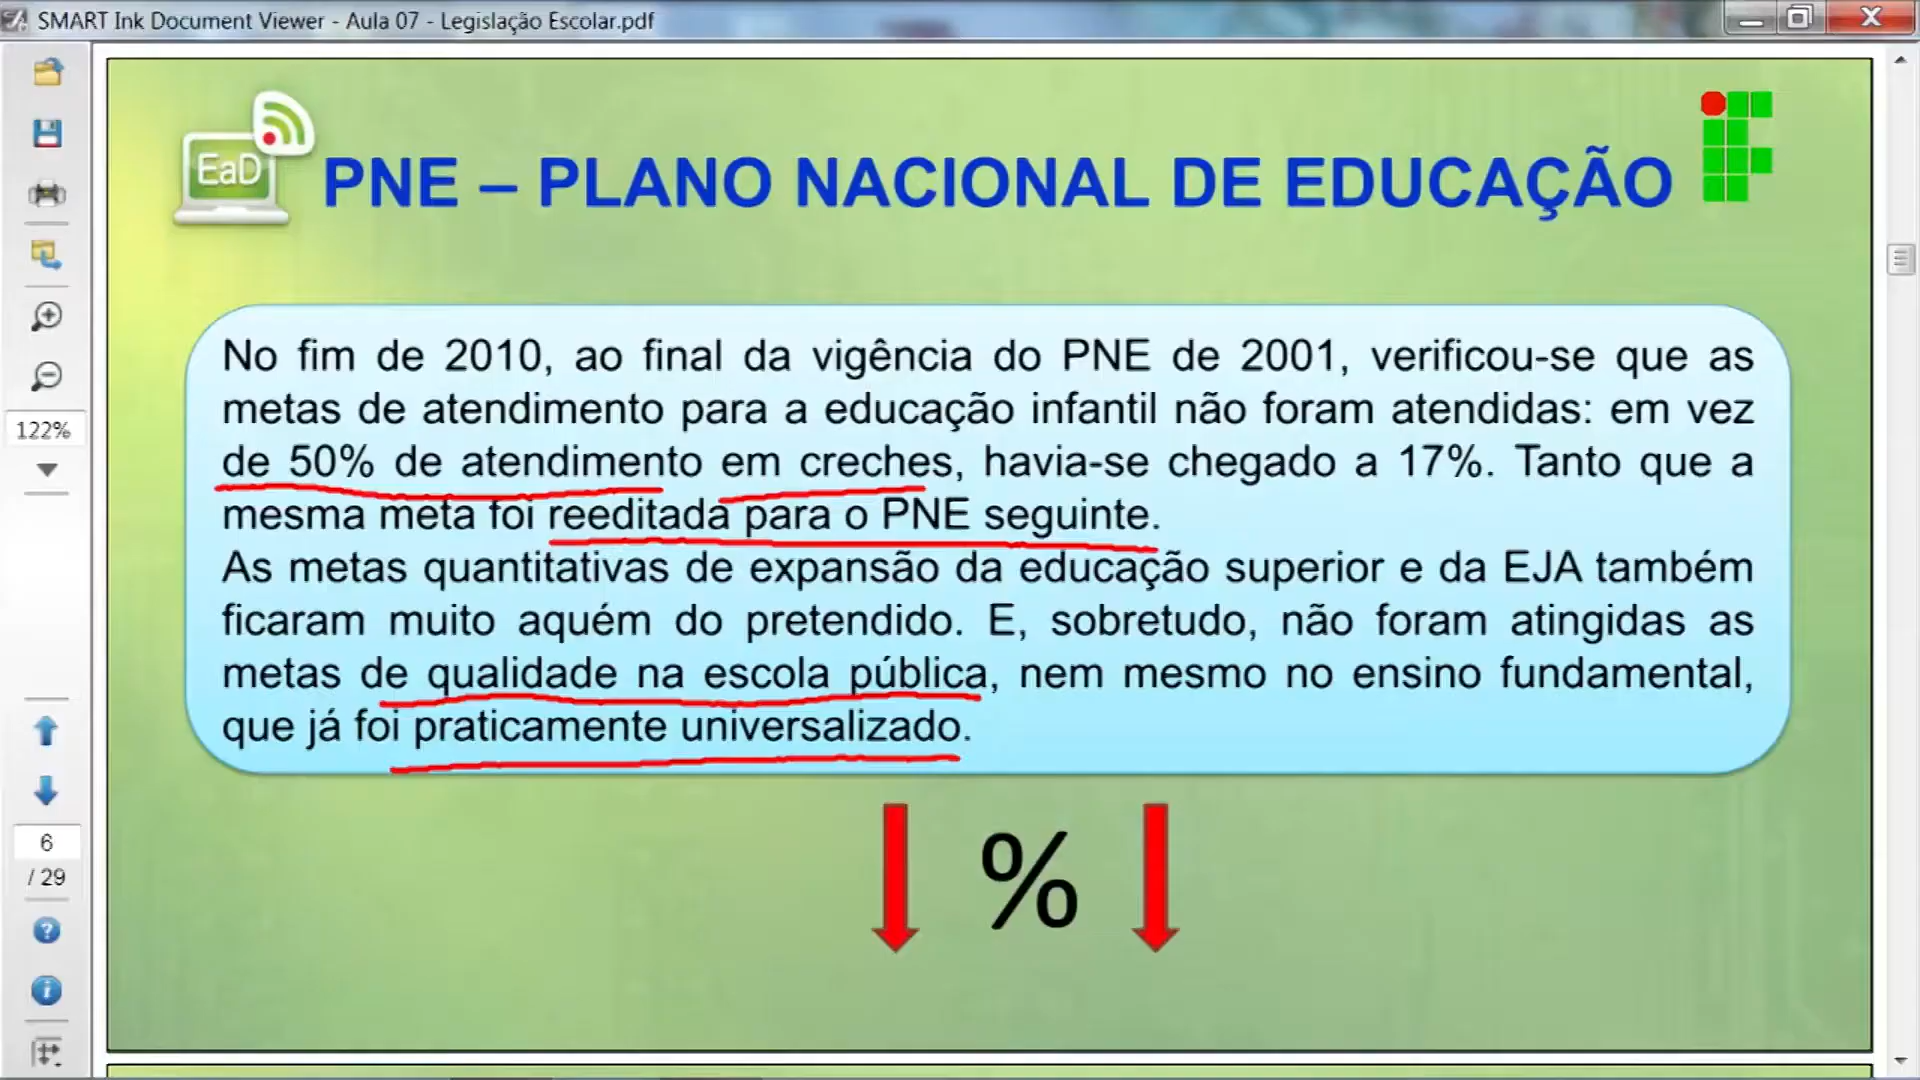 SMART Ink Document Viewer - Aula 07 - Legislação Escolar.pdf
EaD
PNE – PLANO NACIONAL DE EDUCAÇÃO
122%
No fim de 2010, ao final da vigência do PNE de 2001, verificou-se que as
metas de atendimento para a educação infantil não foram atendidas: em vez
de 50% de atendimento em creches, havia-se chegado a 17%. Tanto que a
mesma meta foi reeditada para o PNE seguinte.
As metas quantitativas de expansão da educação superior e da EJA também
ficaram muito aquém do pretendido. E, sobretudo, não foram atingidas as
metas de qualidade na escola pública, nem mesmo no ensino fundamental,
que já foi praticamente universalizado.
6
/ 29
%